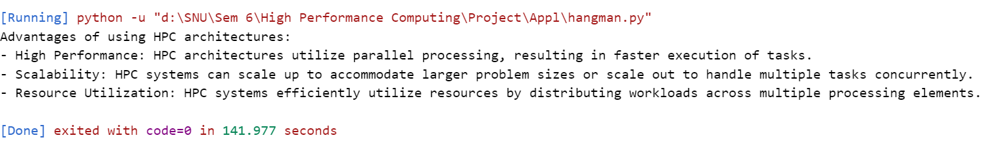 [Running] python -u "d:\SNU\Sem 6\High Performance Computing\Project\Appl\hangman.py"
Advantages of using HPC architectures:
- High Performance: HPC architectures utilize parallel processing, resulting in faster execution of tasks.
- Scalability: HPC systems can scale up to accommodate larger problem sizes or scale out to handle multiple tasks concurrently.
- Resource Utilization: HPC systems efficiently utilize resources by distributing workloads across multiple processing elements.
[Done] exited with code=0 in 141.977 seconds